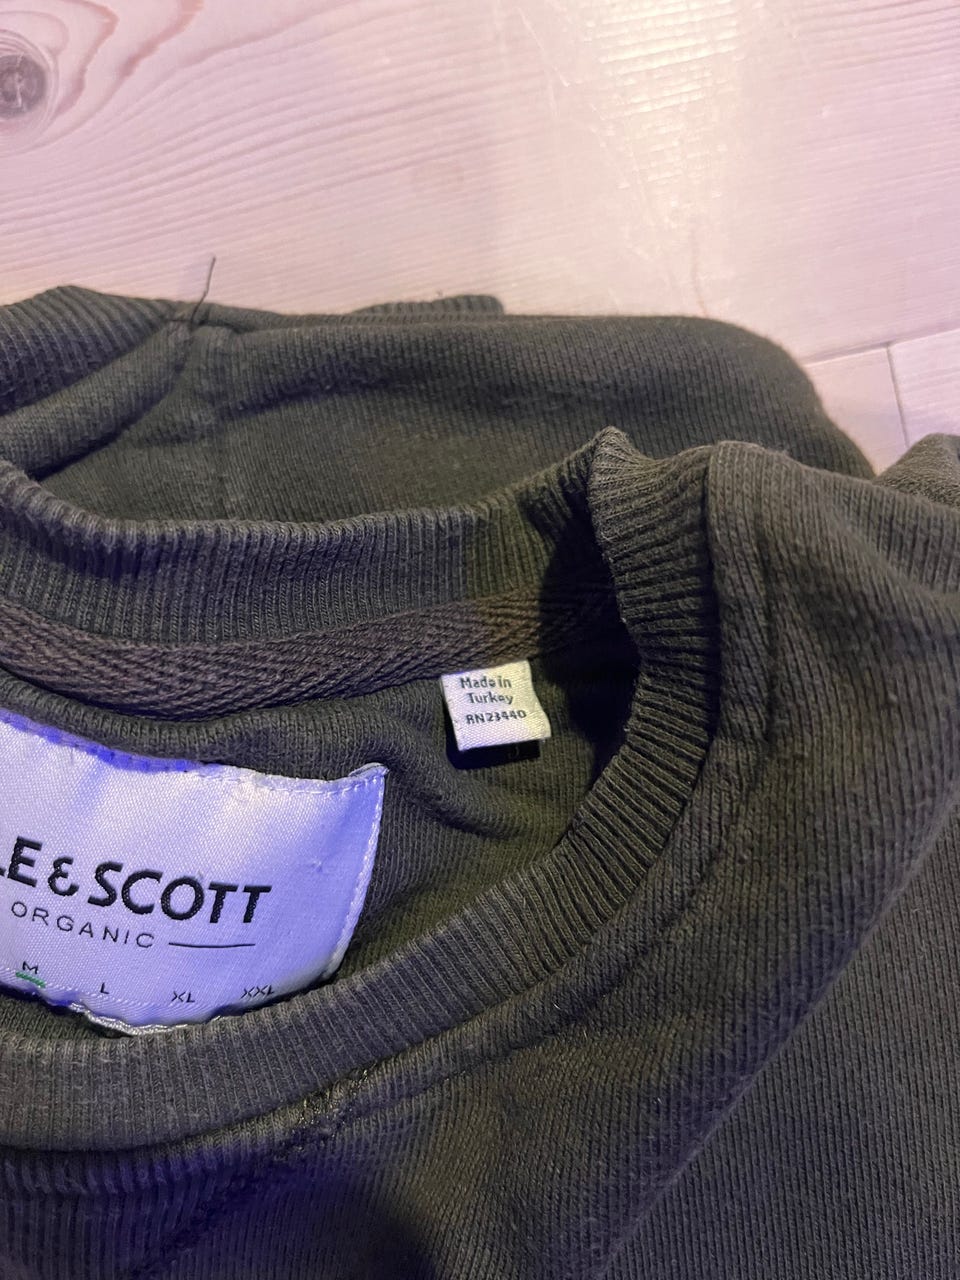 Made in
Turkey
RN23440
LE & SCOTT
ORGANIC
M L XL XXL